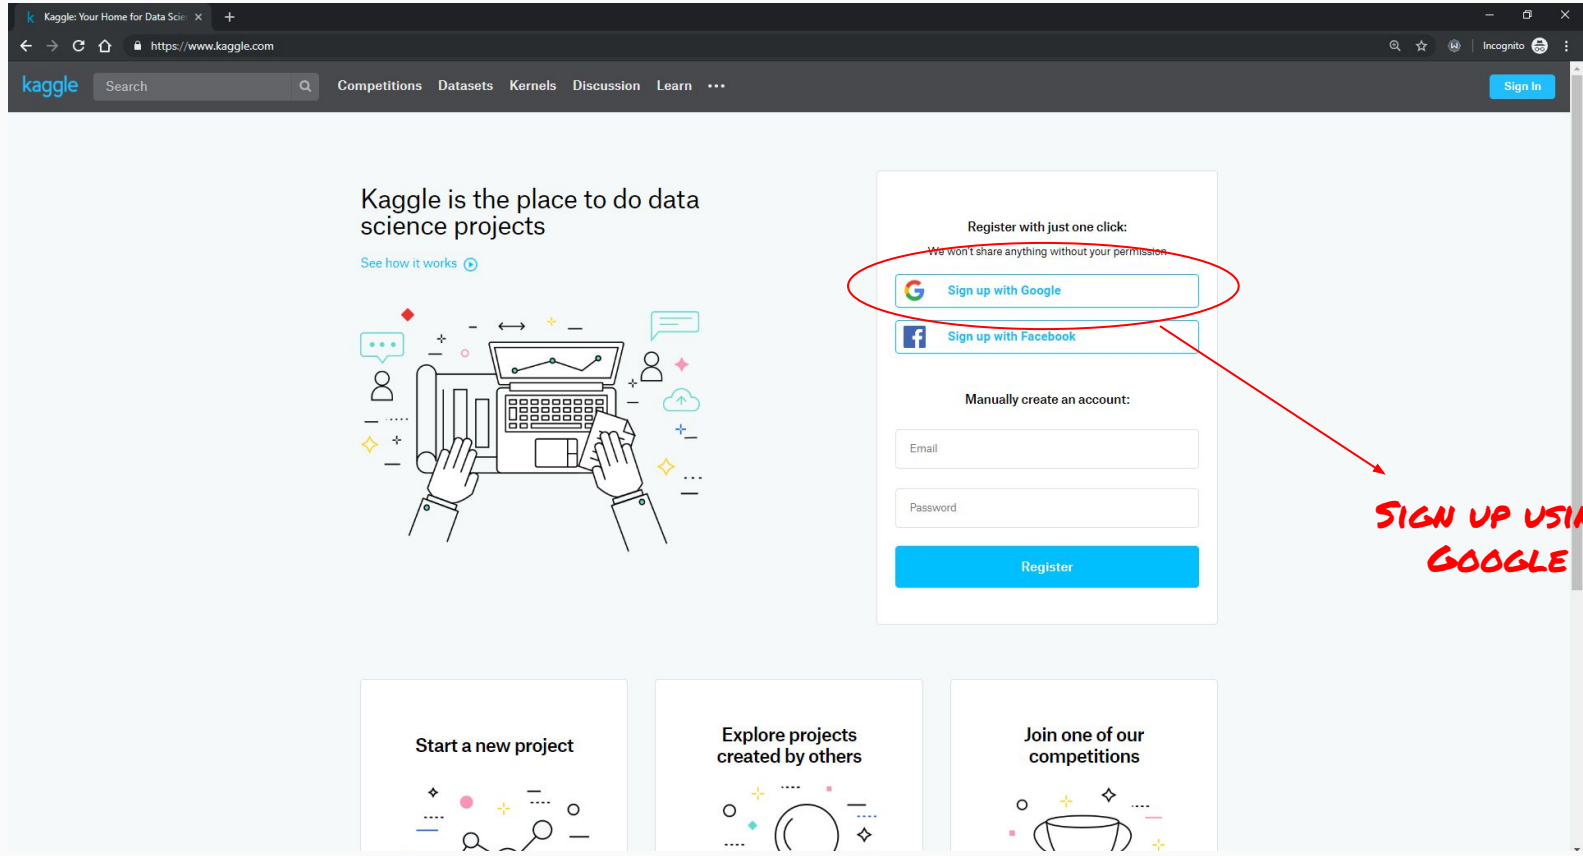 k Kaggle: Your Home for Data Scie
https://www.kaggle.com
Incognito
kaggle Search Competitions Datasets Kernels Discussion Learn ••• Sign In
Kaggle is the place to do data
science projects
See how it works
Register with just one click:
We won't share anything without your permission
Sign up with Google
Sign up with Facebook
Manually create an account:
Email
Password
Register
SIGN UP
GOOGLE
Start a new project
Explore projects
created by others
Join one of our
competitions